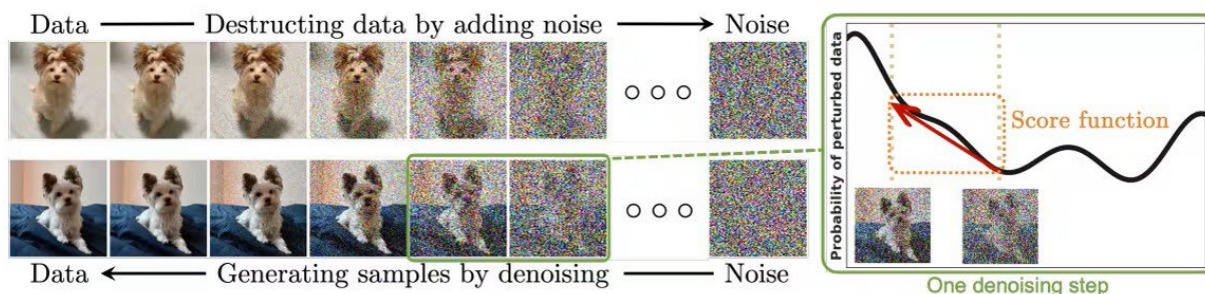 Data Destructing data by adding noise Noise
Probability of perturbed data
Score function
Data Generating samples by denoising Noise
One denoising step